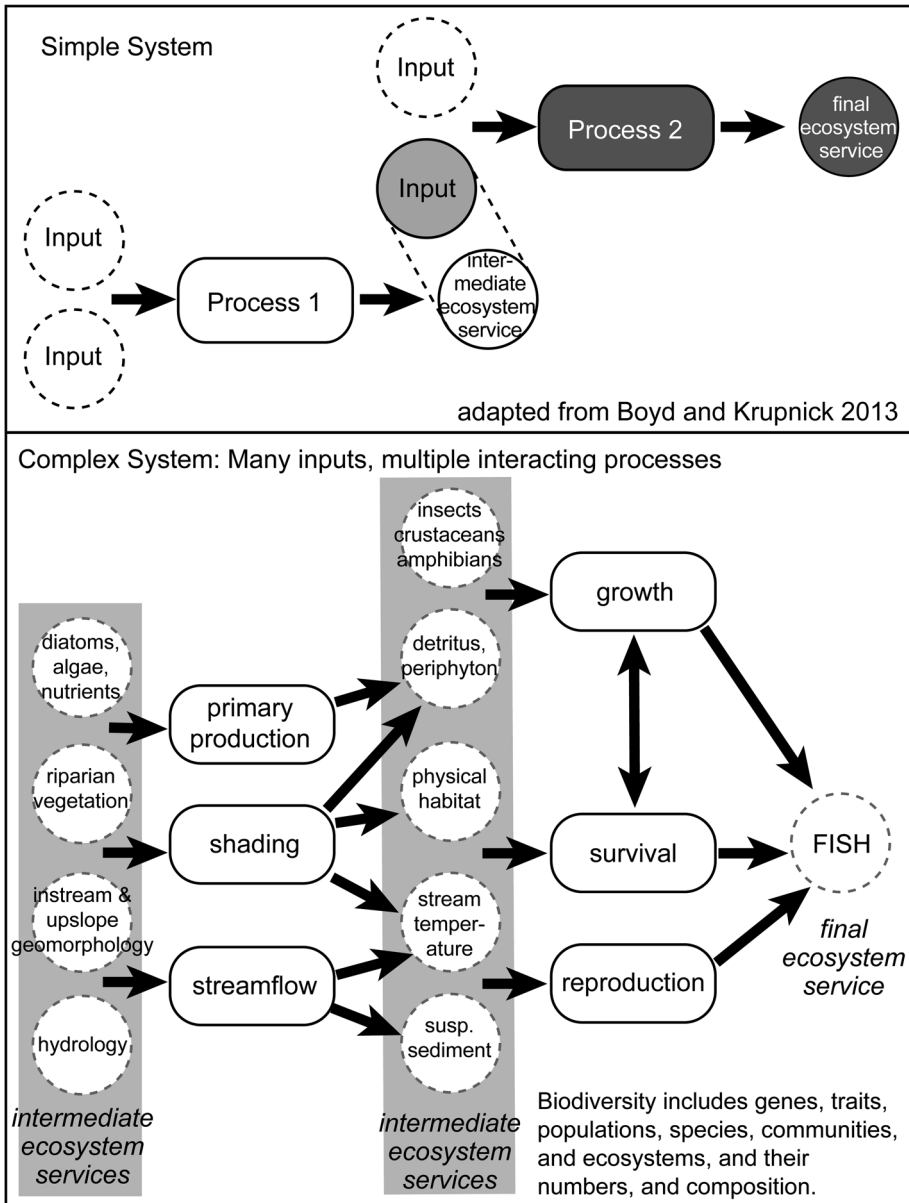 Simple System
Input
Input
Process 1
Input
Input
inter-
mediate
ecosystem
service
Process 2
final
ecosystem
service
adapted from Boyd and Krupnick 2013
Complex System: Many inputs, multiple interacting processes
diatoms,
algae,
nutrients
riparian
vegetation
instream &
upslope
geomorphology
hydrology
intermediate
ecosystem
services
primary
production
shading
streamflow
insects
crustaceans
amphibians
detritus,
periphyton
physical
habitat
stream
temper-
ature
susp.
sediment
intermediate
ecosystem
services
growth
survival
reproduction
FISH
final
ecosystem
service
Biodiversity includes genes, traits,
populations, species, communities,
and ecosystems, and their
numbers, and composition.